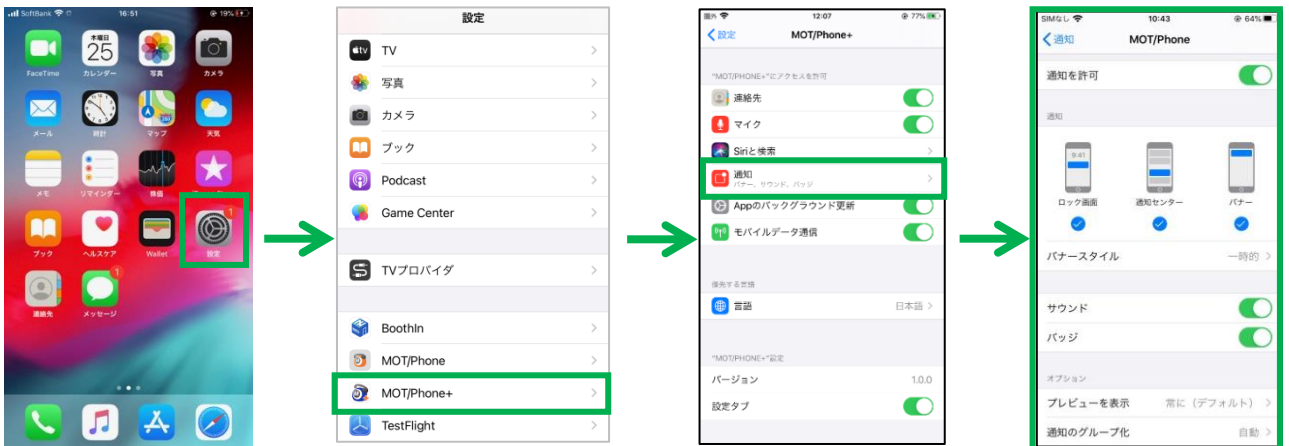 SoftBank
16:51
19%
木曜日
25
FaceTime
カレンダー
写真
カメラ
メール
時計
マップ
天気
メモ
リマインダー
株価
ブック
ヘルスケア
Wallet
設定
1
連絡先
メッセージ
1
設定
TV
写真
カメラ
ブック
Podcast
Game Center
TVプロバイダ
BoothIn
MOT/Phone
MOT/Phone+
TestFlight
圏外
12:07
77%
設定
MOT/Phone+
"MOT/PHONE+"にアクセスを許可
連絡先
マイク
Siriと検索
通知
バナー、サウンド、バッジ
Appのバックグラウンド更新
モバイルデータ通信
優先する言語
言語
日本語
"MOT/PHONE+"設定
バージョン
1.0.0
設定タブ
SIMなし
10:43
64%
通知
MOT/Phone
通知を許可
通知
9:41
ロック画面
通知センター
バナー
バナースタイル
一時的
サウンド
バッジ
オプション
プレビューを表示
常に（デフォルト）
通知のグループ化
自動